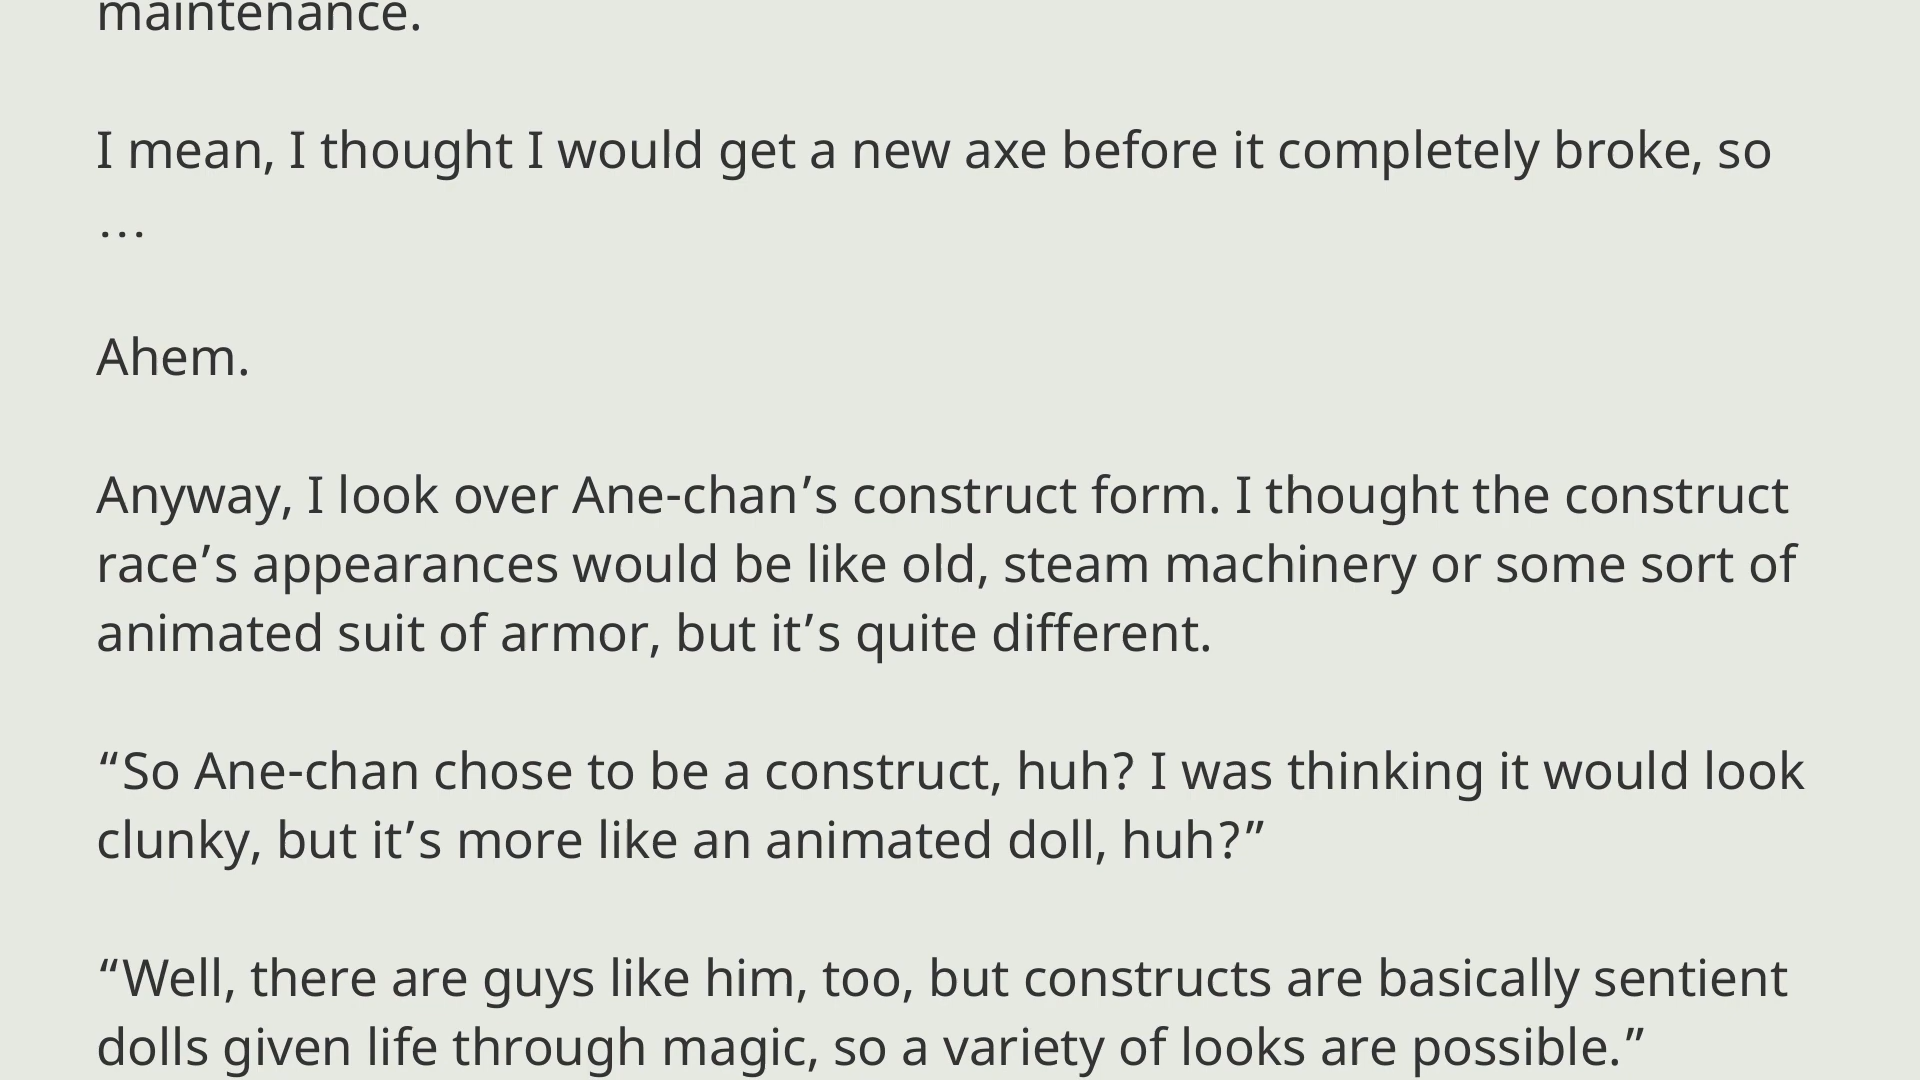 maintenance.
I mean, I thought I would get a new axe before it completely broke, so
…
Ahem.
Anyway, I look over Ane-chan’s construct form. I thought the construct
race’s appearances would be like old, steam machinery or some sort of
animated suit of armor, but it’s quite different.
“So Ane-chan chose to be a construct, huh? I was thinking it would look
clunky, but it’s more like an animated doll, huh?”
“Well, there are guys like him, too, but constructs are basically sentient
dolls given life through magic, so a variety of looks are possible.”